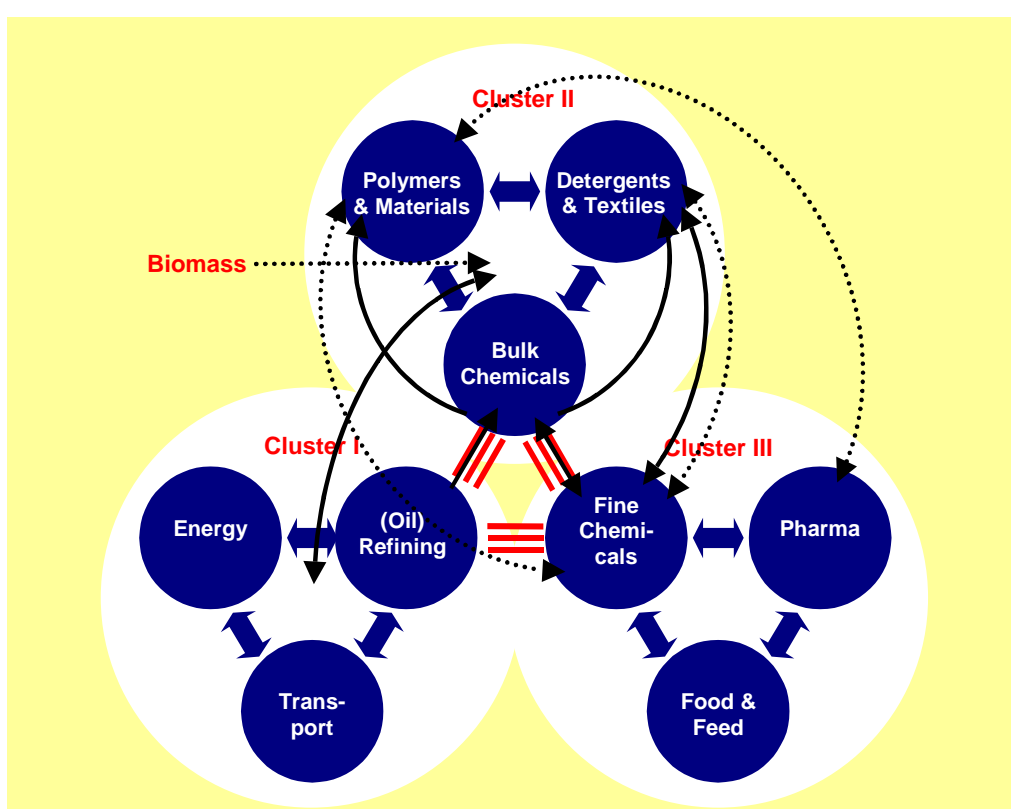 Cluster II
Polymers
& Materials
Detergents
& Textiles
Biomass
Bulk
Chemicals
Cluster I
Cluster III
Energy
(Oil)
Refining
Fine
Chemi-
cals
Pharma
Trans-
port
Food &
Feed